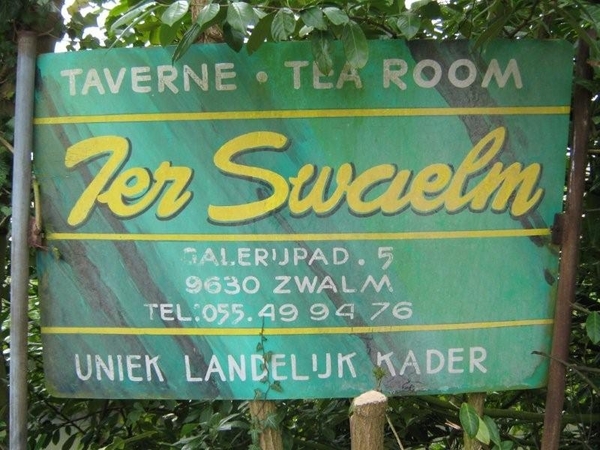 TAVERNE • TEA ROOM
Ter Swaelm
GALERIJPAD. 5
9630 ZWALM
TEL: 055. 49 94 76
UNIEK LANDELIJK KADER